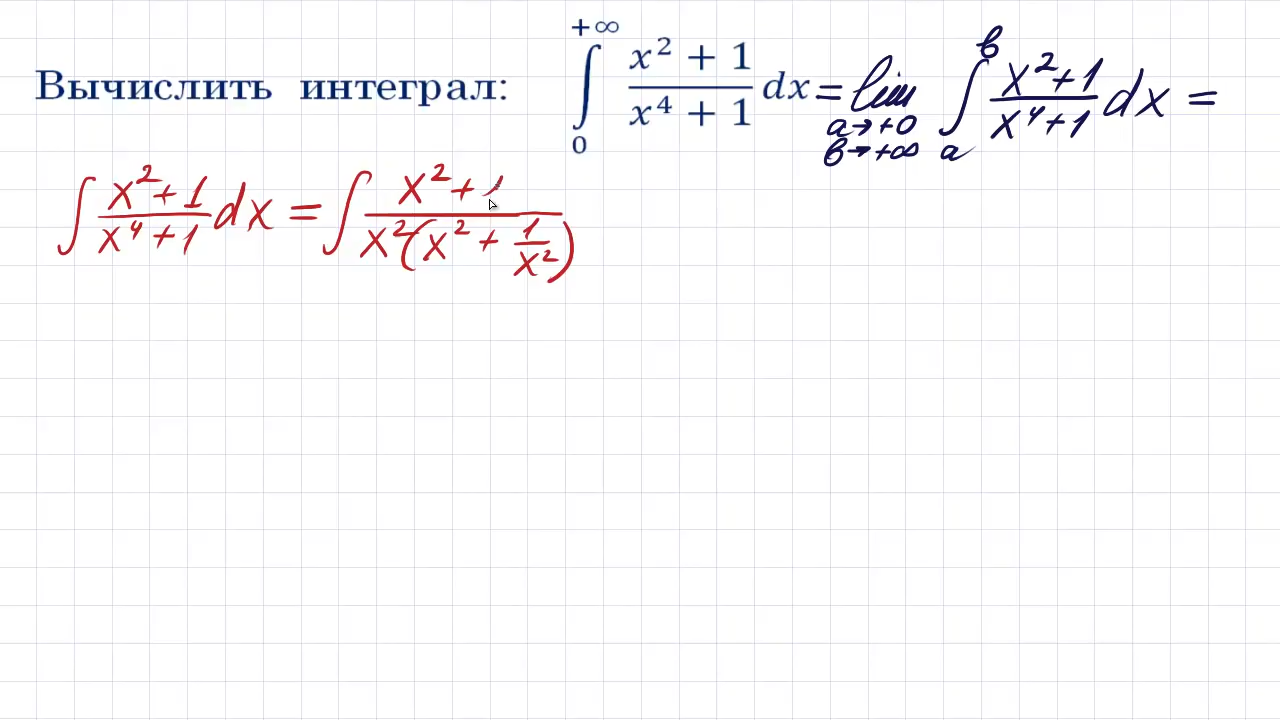 Вычислить интеграл: ∫₀^{+∞} (x² + 1)/(x⁴ + 1) dx = lim_{a→+0, b→+∞} ∫ₐᵇ (x²+1)/(x⁴+1) dx =
∫ (x²+1)/(x⁴+1) dx = ∫ (x²+1)/(x²(x² + 1/x²))